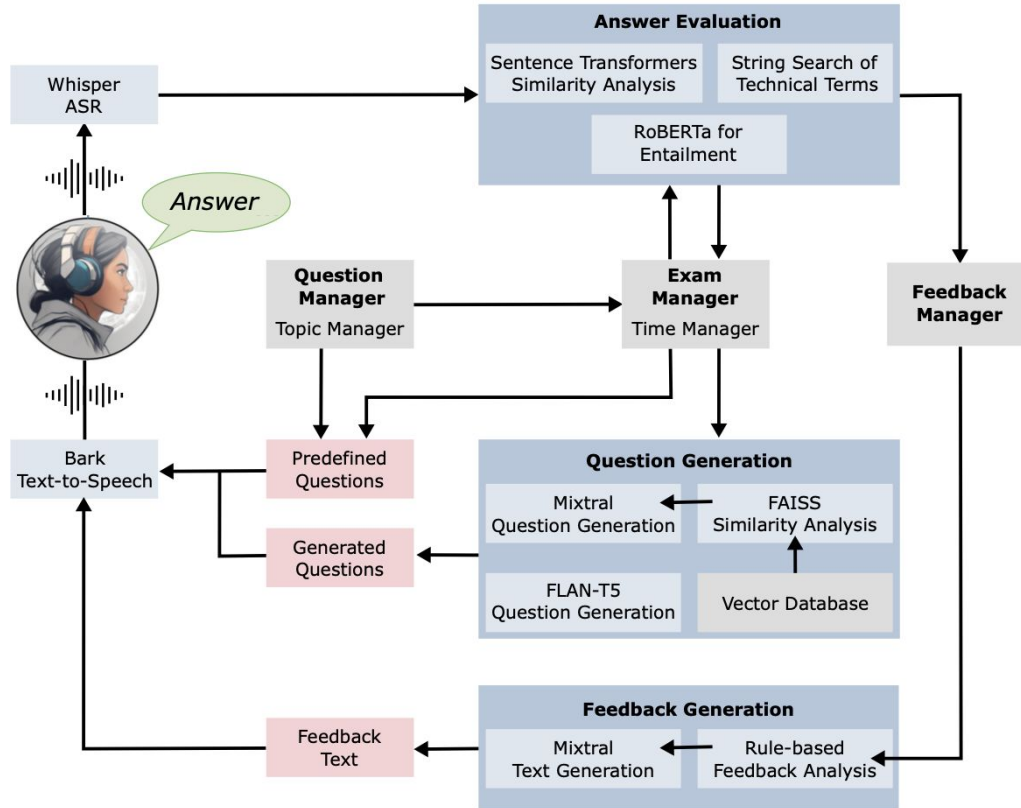 Answer Evaluation
Sentence Transformers
Similarity Analysis
String Search of
Technical Terms
RoBERTa for
Entailment
Whisper
ASR
Answer
Question
Manager
Topic Manager
Exam
Manager
Time Manager
Feedback
Manager
Bark
Text-to-Speech
Predefined
Questions
Generated
Questions
Question Generation
Mixtral
Question Generation
FAISS
Similarity Analysis
FLAN-T5
Question Generation
Vector Database
Feedback
Text
Feedback Generation
Mixtral
Text Generation
Rule-based
Feedback Analysis